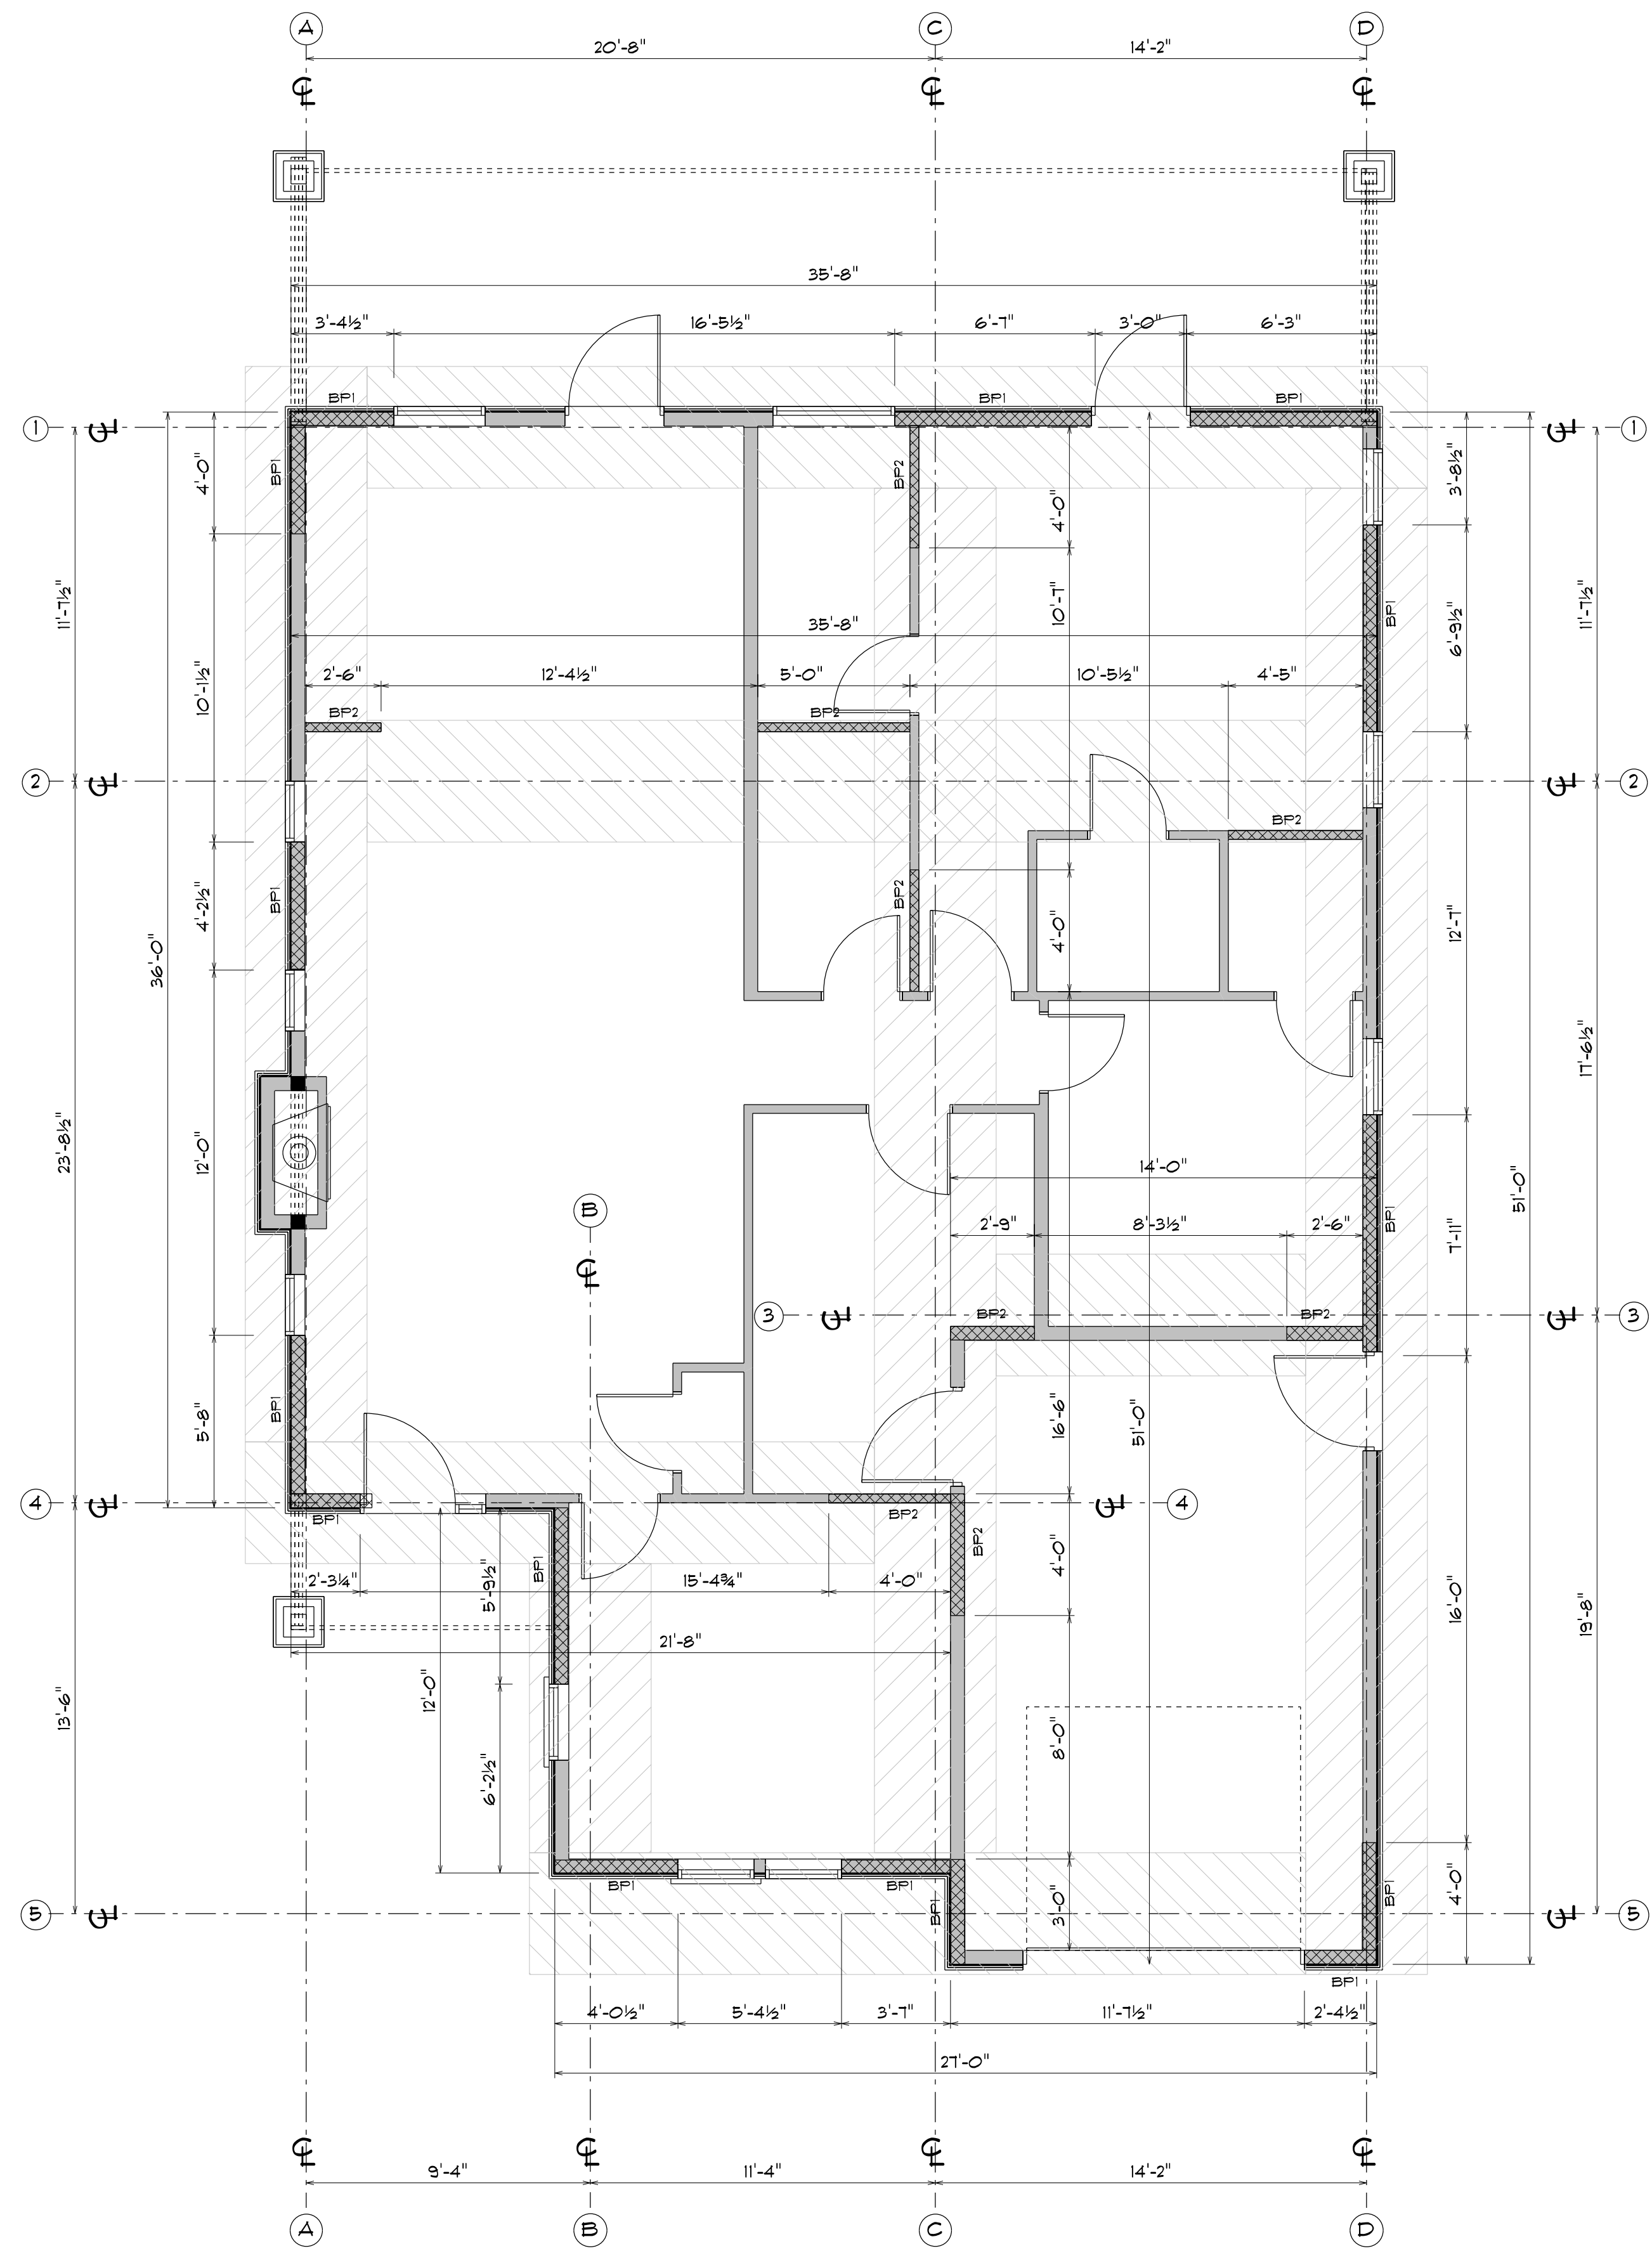 A C D
20'-8" 14'-2"
℄ ℄ ℄
35'-8"
3'-4½" 16'-5½" 6'-7" 3'-0" 6'-3"
BP1 BP1 BP1
1 ℄ ℄ 1
4'-0" BP1 BP2 4'-0" 3'-8½"
11'-7½" 10'-7" BP1 6'-9½" 11'-7½"
35'-8"
10'-1½" 2'-6" 12'-4½" 5'-0" 10'-5½" 4'-5"
BP2 BP2
2 ℄ ℄ 2
BP2
4'-2½" BP1 BP2 4'-0" 12'-7"
36'-0"
17'-6½"
23'-8½" 12'-0" 14'-0"
51'-0"
B 2'-9" 8'-3½" 2'-6" BP1 7'-11"
℄
3 ℄ BP2 BP2 ℄ 3
5'-8" BP1 16'-6" 51'-0"
4 ℄ ℄ 4
BP1 BP2
BP1 BP2 4'-0"
2'-3¼" 5'-9½" 15'-4¾" 4'-0" 16'-0" 19'-8"
21'-8"
13'-6" 12'-0"
6'-2½" 8'-0"
BP1 BP1 BP1 3'-0" BP1 4'-0"
5 ℄ ℄ 5
BP1
4'-0½" 5'-4½" 3'-7" 11'-7½" 2'-4½"
27'-0"
℄ ℄ ℄ ℄
9'-4" 11'-4" 14'-2"
A B C D